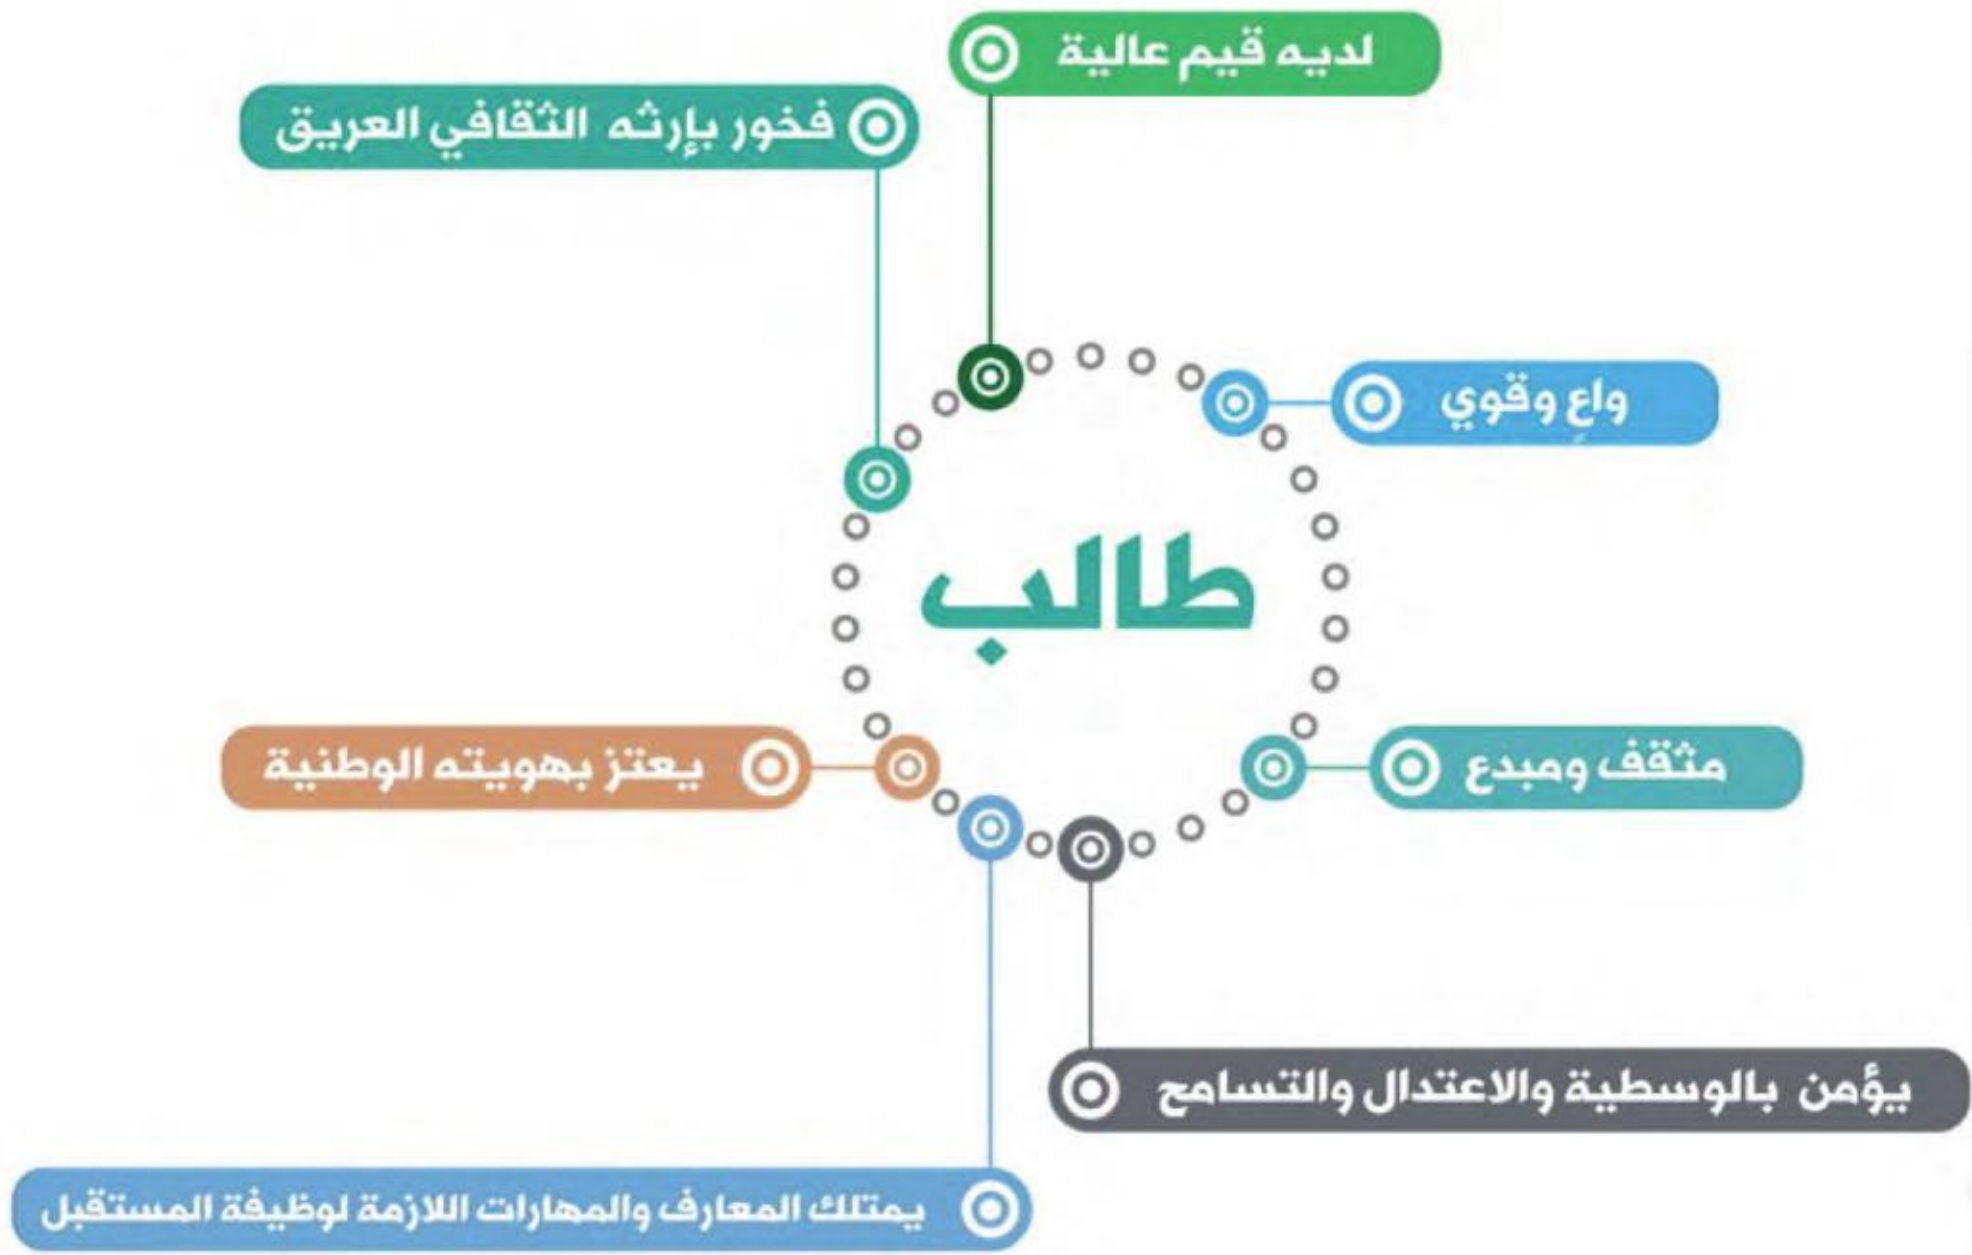 لديه قيم عالية
فخور بإرثه الثقافي العريق
واعٍ وقوي
طالب
مثقف ومبدع
يعتز بهويته الوطنية
يؤمن بالوسطية والاعتدال والتسامح
يمتلك المعارف والمهارات اللازمة لوظيفة المستقبل